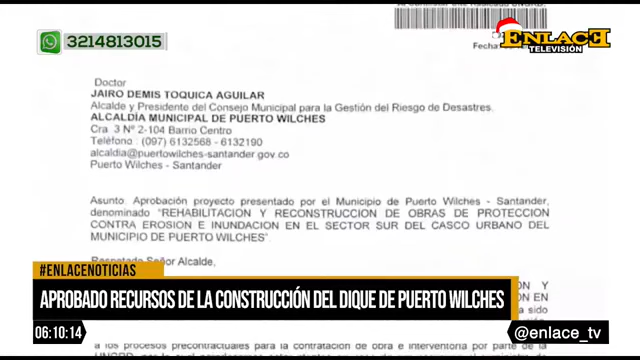 3214813015
ENLACE
TELEVISIÓN
Fecha:
Doctor
JAIRO DEMIS TOQUICA AGUILAR
Alcalde y Presidente del Consejo Municipal para la Gestión del Riesgo de Desastres.
ALCALDÍA MUNICIPAL DE PUERTO WILCHES
Cra. 3 Nº 2-104 Barrio Centro
Teléfono : (097) 6132568 - 6132190
alcaldia@puertowilches-santander.gov.co
Puerto Wilches - Santander
Asunto: Aprobación proyecto presentado por el Municipio de Puerto Wilches - Santander,
denominado "REHABILITACION Y RECONSTRUCCION DE OBRAS DE PROTECCION
CONTRA EROSION E INUNDACION EN EL SECTOR SUR DEL CASCO URBANO DEL
MUNICIPIO DE PUERTO WILCHES"
Señor Alcalde,
#ENLACENOTICIAS
APROBADO RECURSOS DE LA CONSTRUCCIÓN DEL DIQUE DE PUERTO WILCHES
06:10:14
@enlace_tv
a los procesos precontractuales para la contratación de obra e interventoría por parte de la